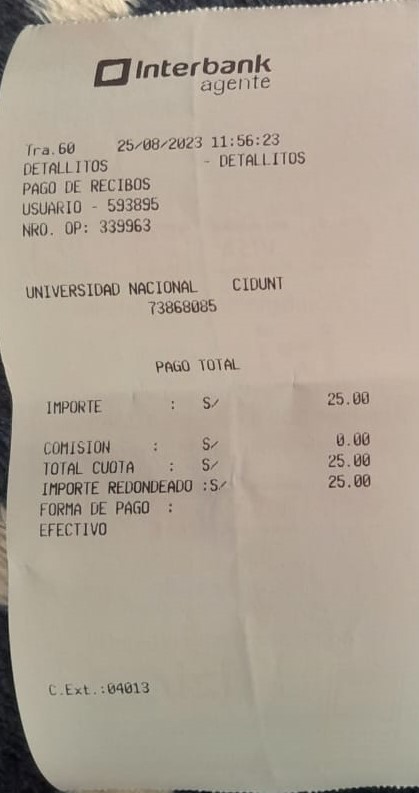 Interbank
agente
Tra.60 25/08/2023 11:56:23
DETALLITOS - DETALLITOS
PAGO DE RECIBOS
USUARIO - 593895
NRO. OP: 339963
UNIVERSIDAD NACIONAL CIDUNT
73868085
PAGO TOTAL
IMPORTE : S/ 25.00
COMISION : S/ 0.00
TOTAL CUOTA : S/ 25.00
IMPORTE REDONDEADO :S/ 25.00
FORMA DE PAGO :
EFECTIVO
C.Ext.:04013